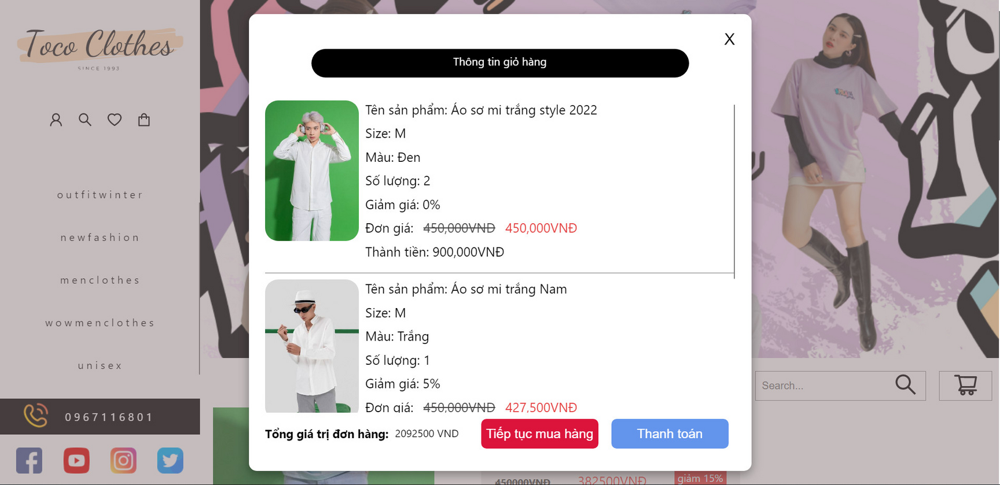 Toco Clothes
SINCE 1993
outfitwinter
newfashion
menclothes
wowmenclothes
unisex
0967116801
X
Thông tin giỏ hàng
Tên sản phẩm: Áo sơ mi trắng style 2022
Size: M
Màu: Đen
Số lượng: 2
Giảm giá: 0%
Đơn giá: 450,000VNĐ 450,000VNĐ
Thành tiền: 900,000VNĐ
Tên sản phẩm: Áo sơ mi trắng Nam
Size: M
Màu: Trắng
Số lượng: 1
Giảm giá: 5%
Đơn giá: 450,000VNĐ 427,500VNĐ
Tổng giá trị đơn hàng: 2092500 VND
Tiếp tục mua hàng
Thanh toán
Search...
450000VNĐ 382500VNĐ giảm 15%